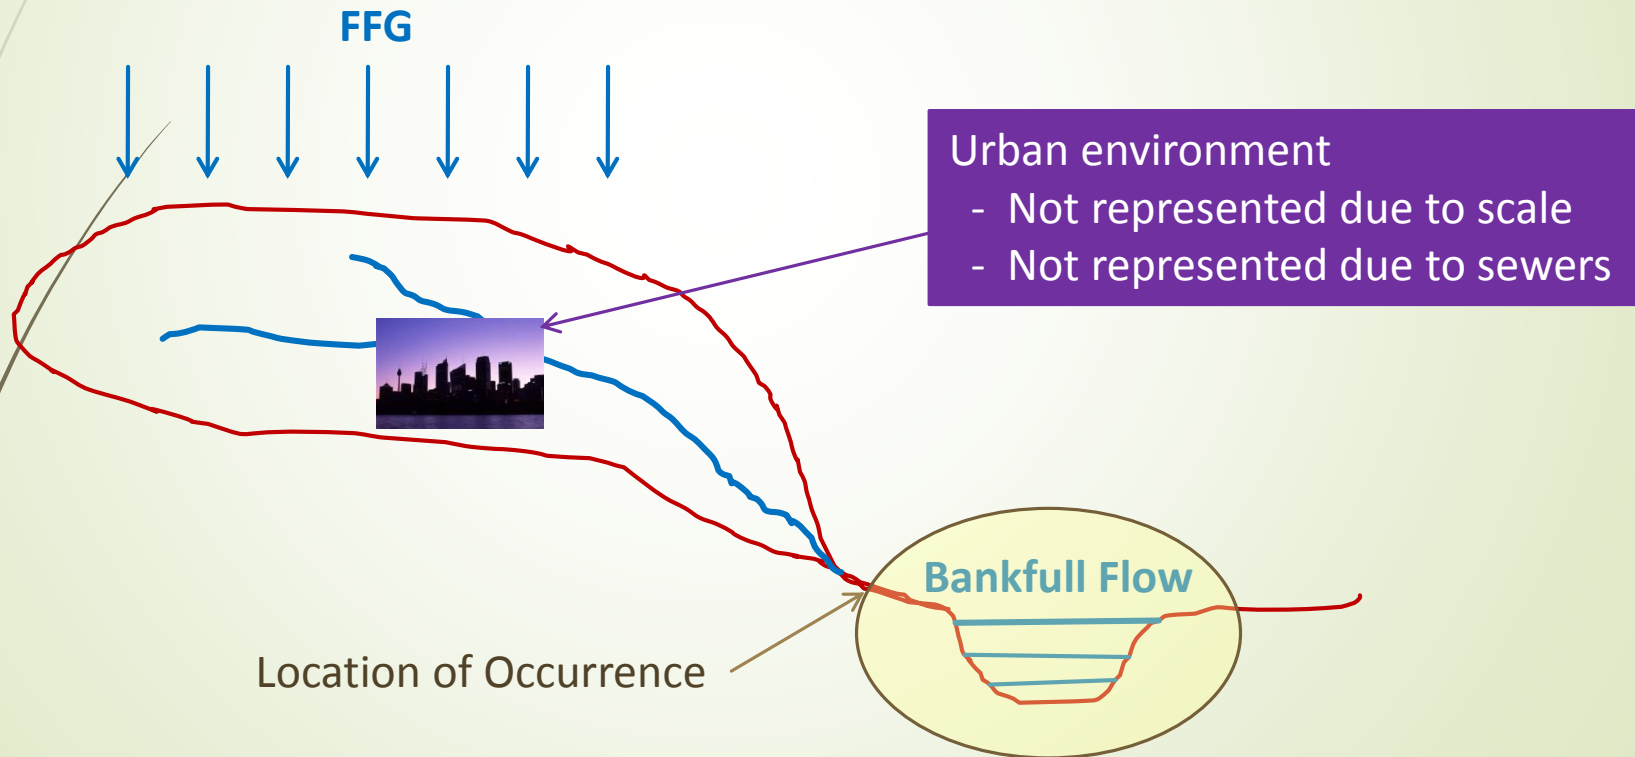 FFG
Urban environment
- Not represented due to scale
- Not represented due to sewers
Bankfull Flow
Location of Occurrence